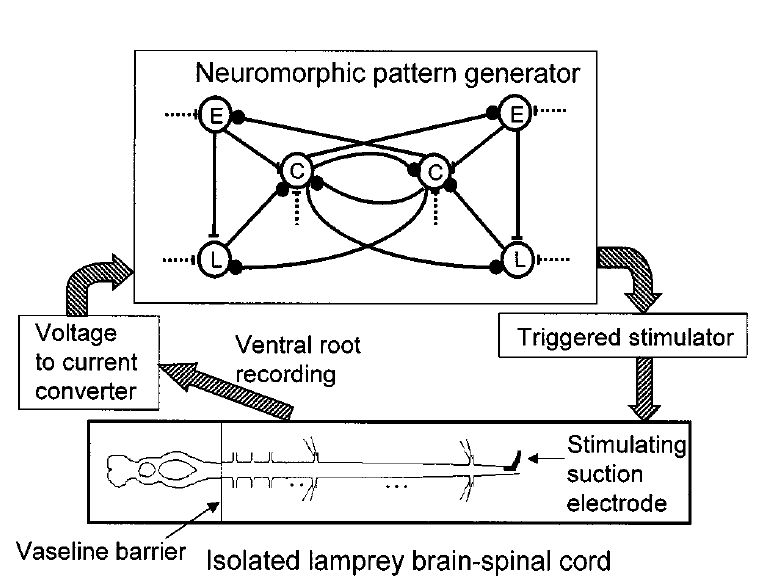 Neuromorphic pattern generator
E
E
C
C
L
L
Voltage
to current
converter
Ventral root
recording
Triggered stimulator
Stimulating
suction
electrode
Vaseline barrier
Isolated lamprey brain-spinal cord